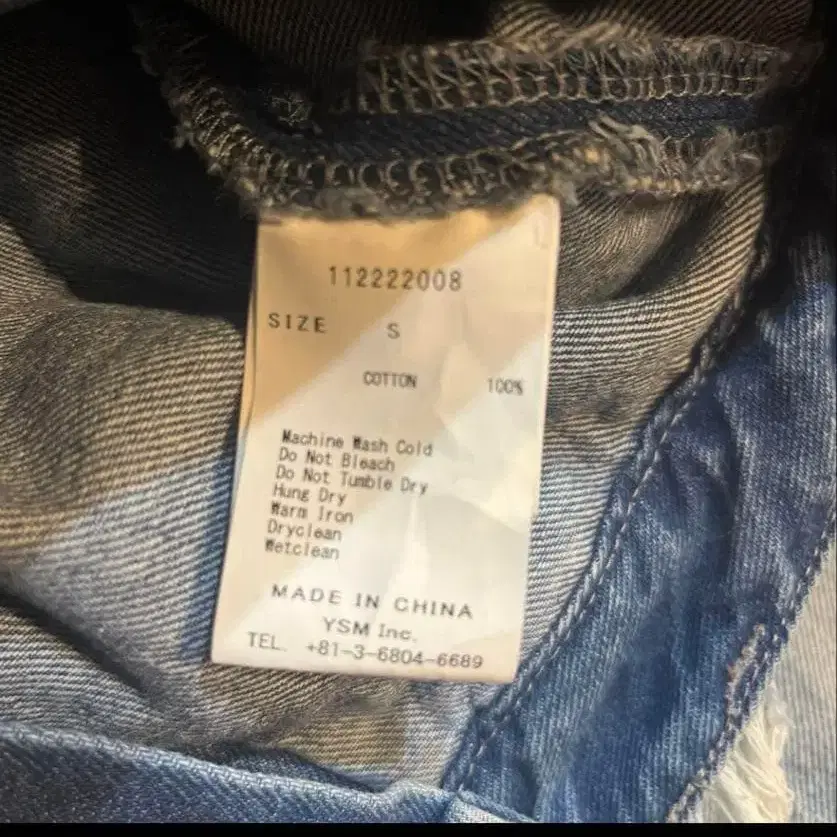 112222008
SIZE S
COTTON 100%
Machine Wash Cold
Do Not Bleach
Do Not Tumble Dry
Hung Dry
Warm Iron
Dryclean
Wetclean
MADE IN CHINA
YSM Inc.
TEL. +81-3-6804-6689